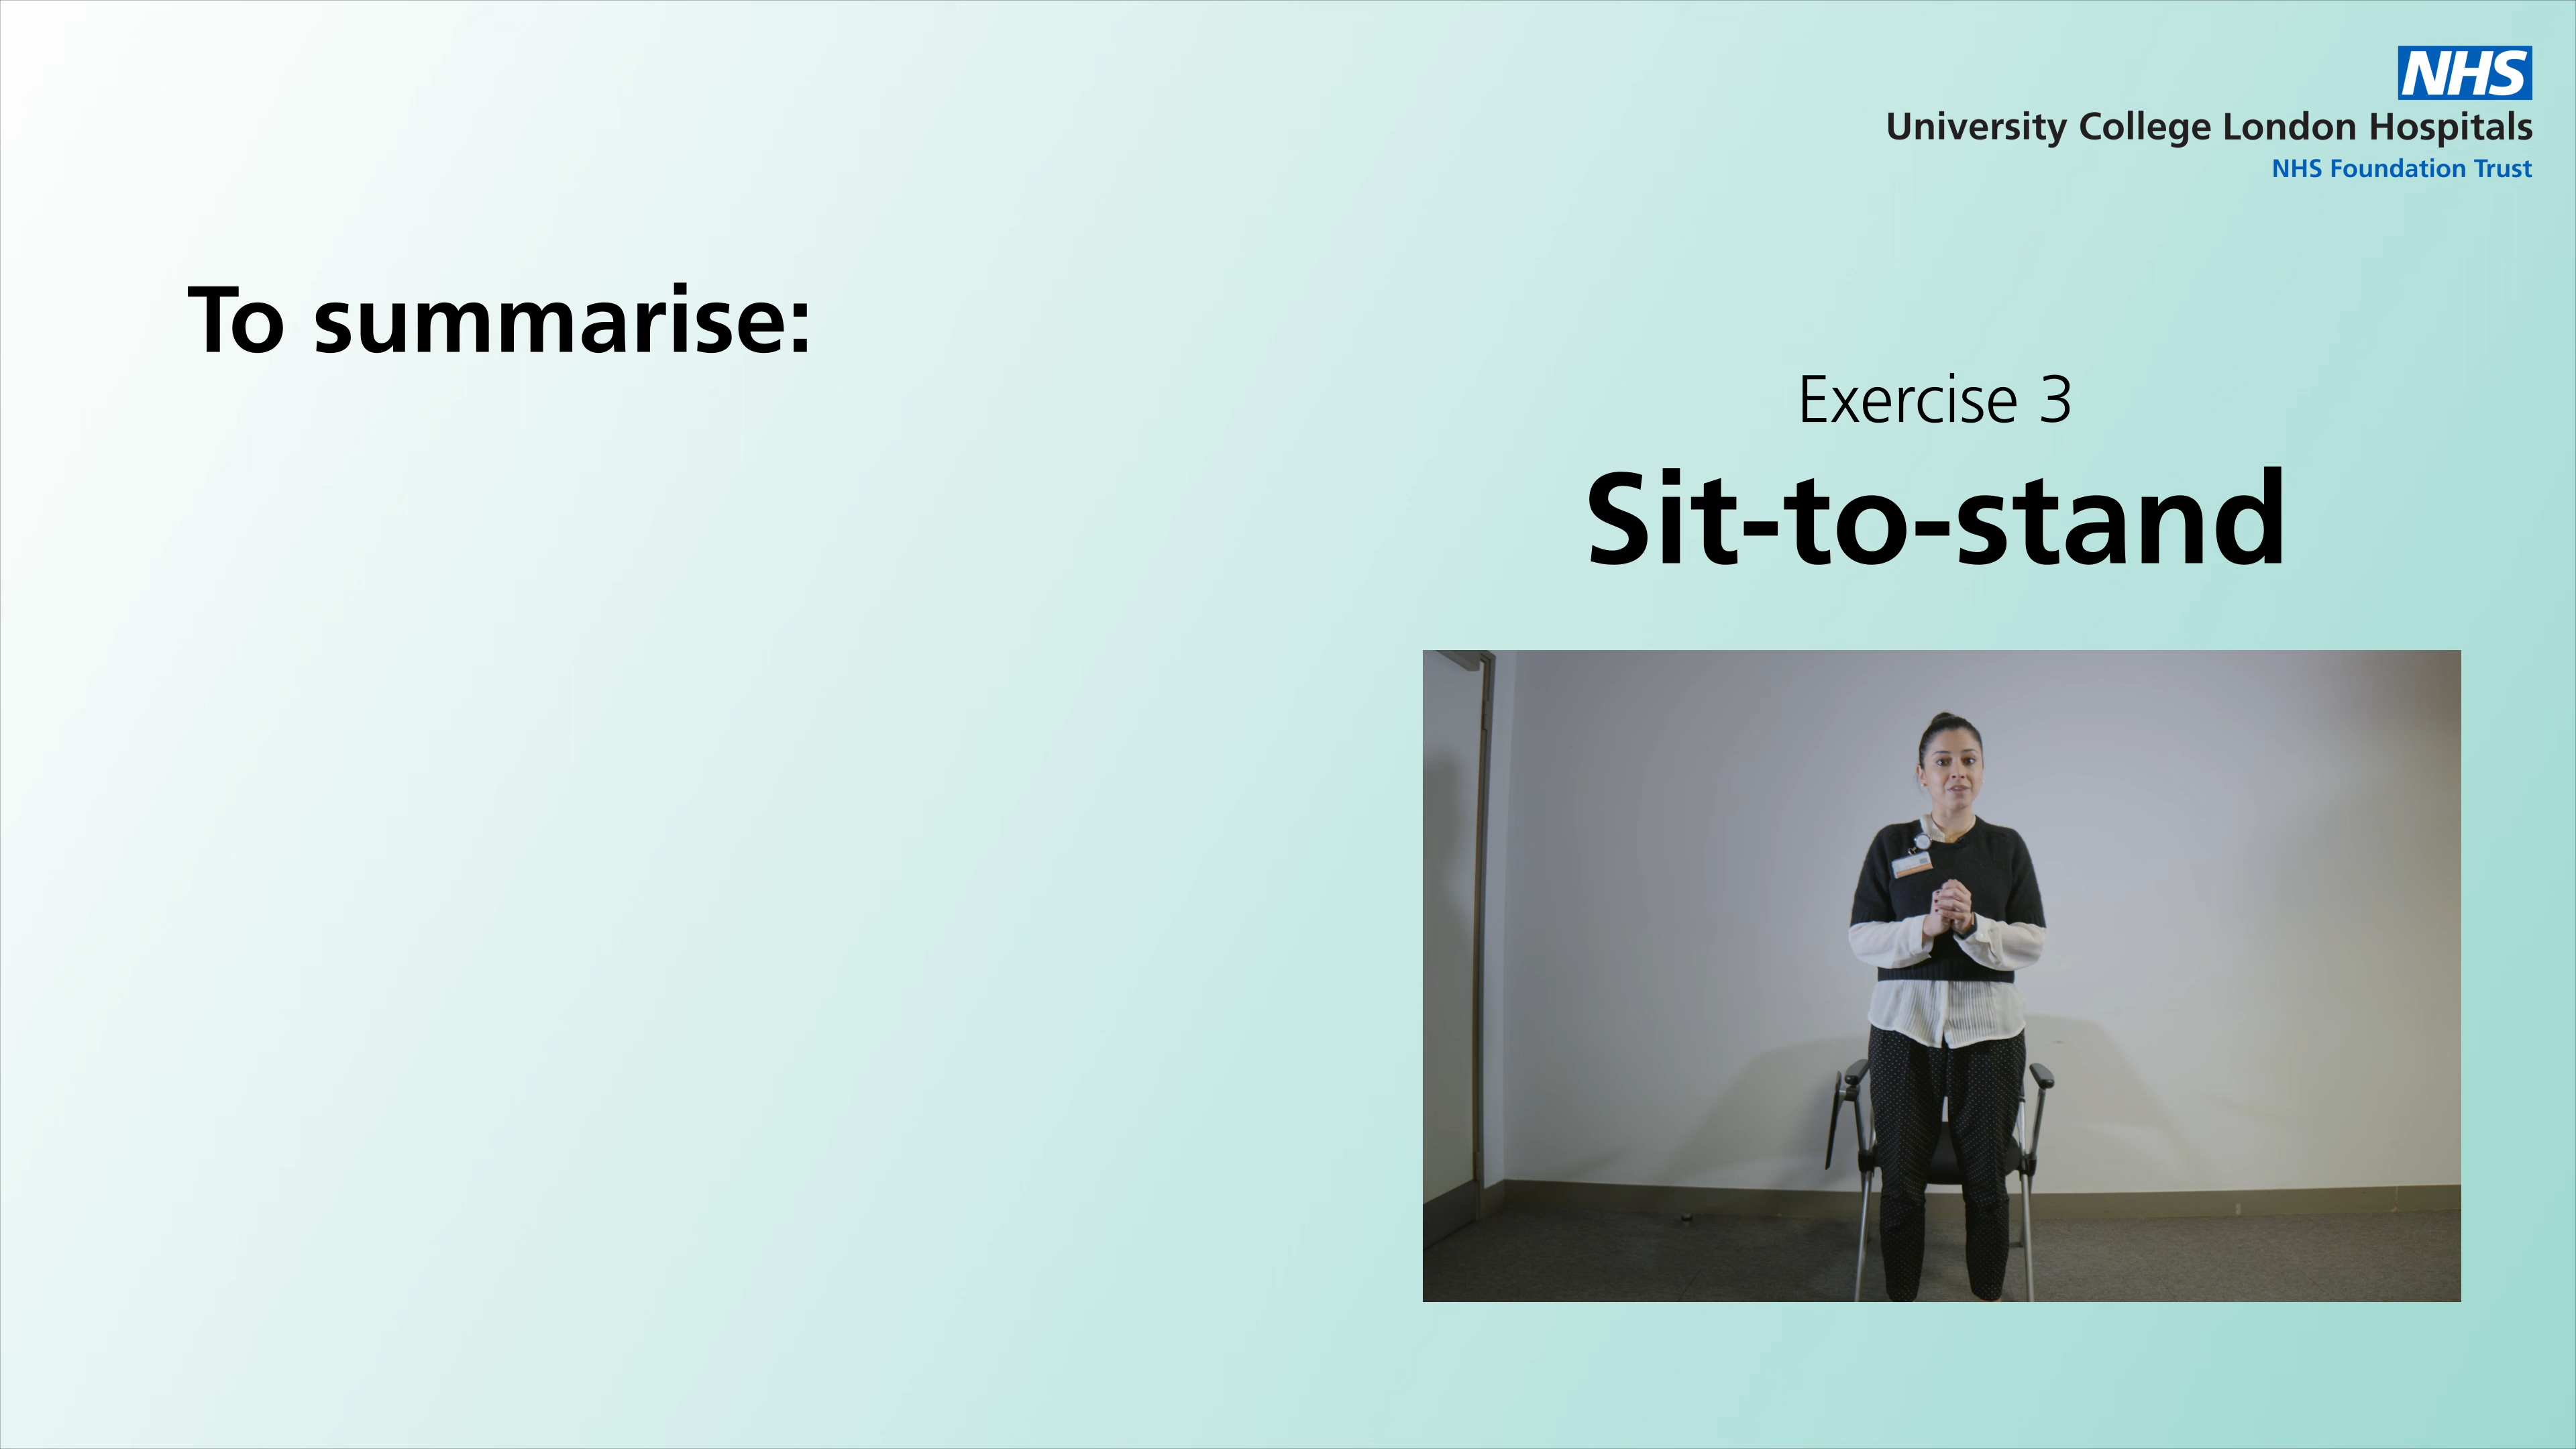 NHS
University College London Hospitals
NHS Foundation Trust
To summarise:
Exercise 3
Sit-to-stand